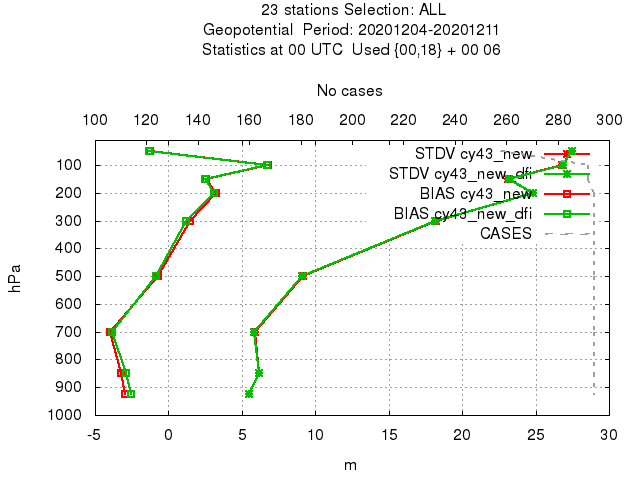 23 stations Selection: ALL
Geopotential  Period: 20201204-20201211
Statistics at 00 UTC  Used {00,18} + 00 06
No cases
100 120 140 160 180 200 220 240 260 280 300
STDV cy43_new
STDV cy43_new_dfi
BIAS cy43_new
BIAS cy43_new_dfi
CASES
hPa
100
200
300
400
500
600
700
800
900
1000
-5 0 5 10 15 20 25 30
m